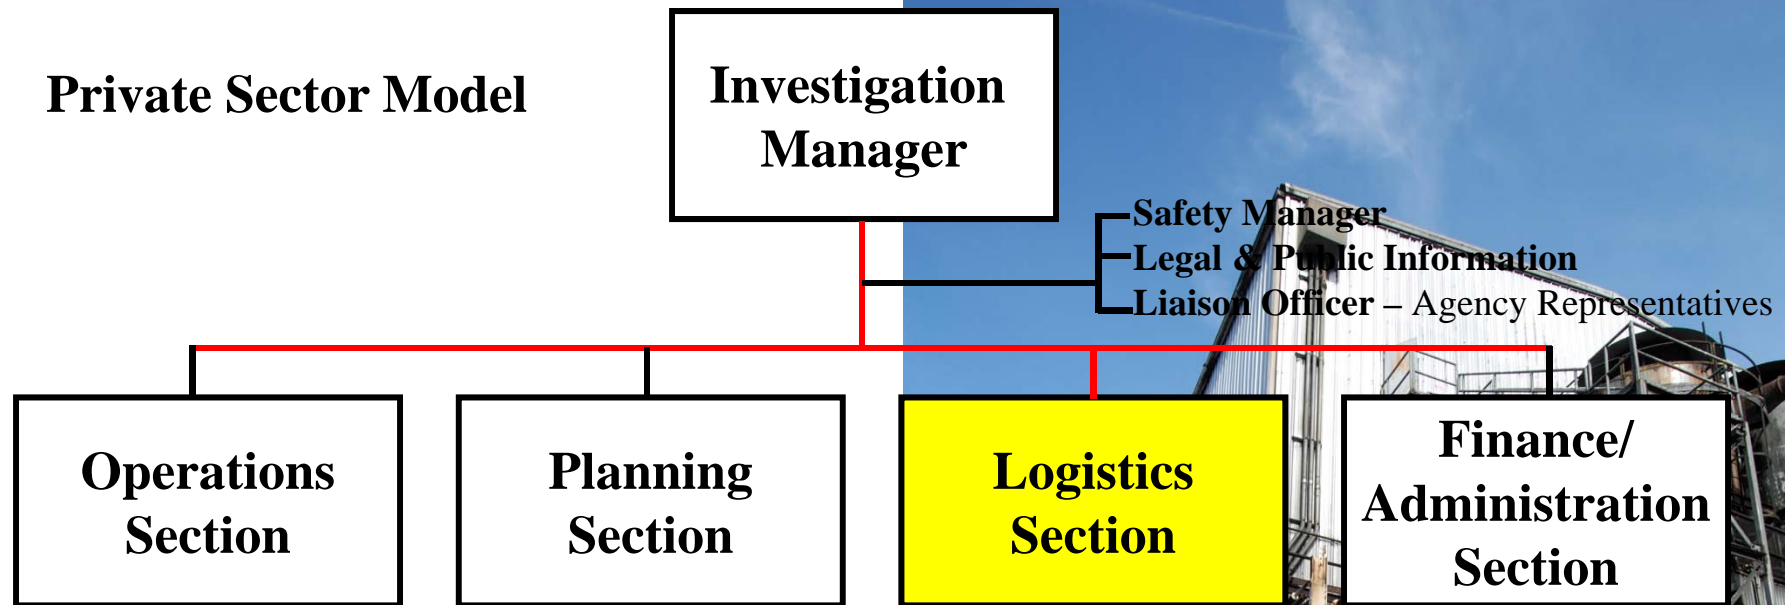 Private Sector Model
Investigation
Manager
Safety Manager
Legal & Public Information
Liaison Officer – Agency Representatives
Operations
Section
Planning
Section
Logistics
Section
Finance/
Administration
Section